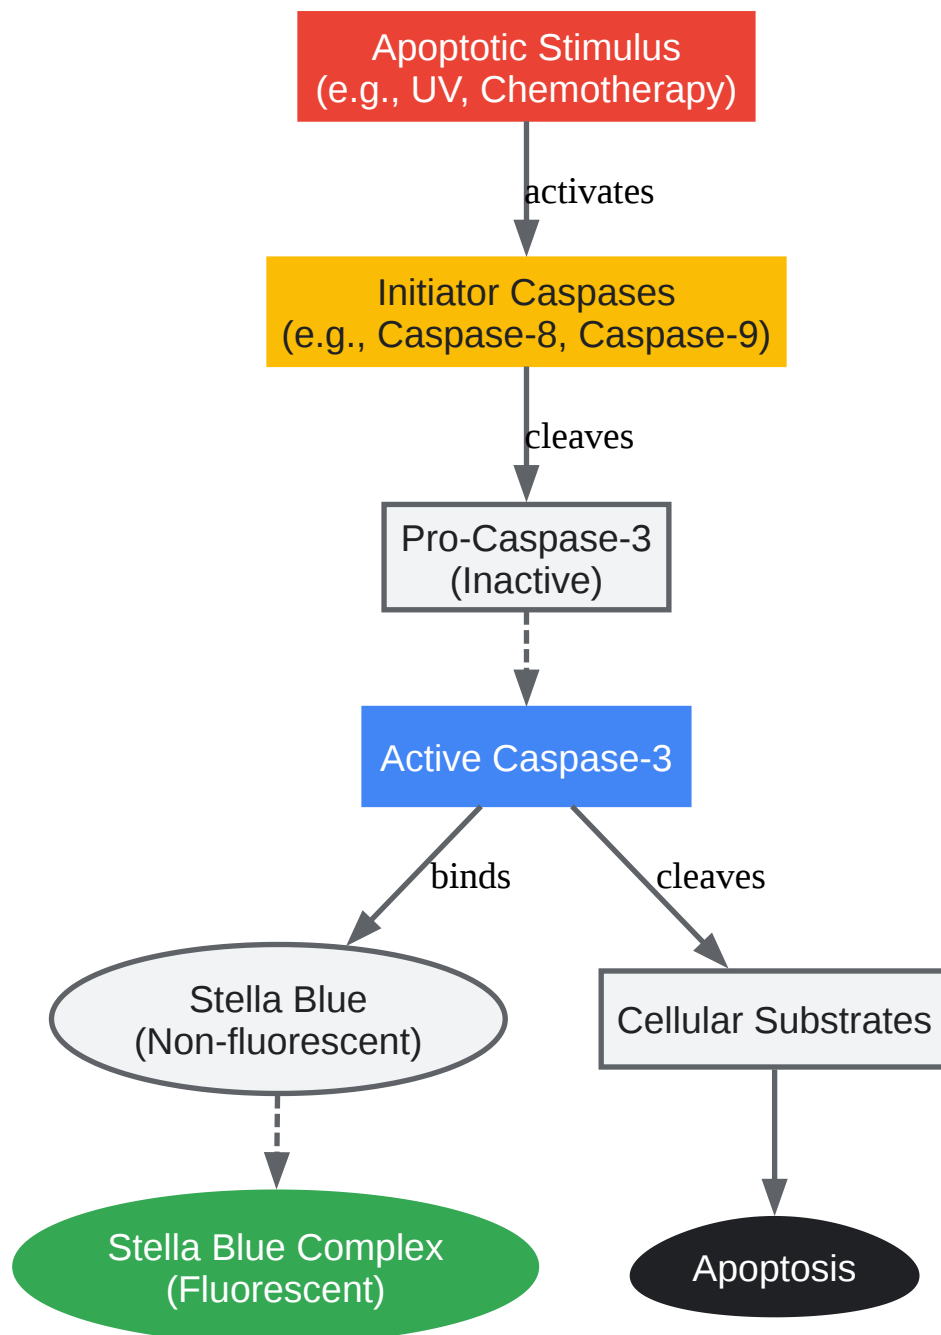 Apoptotic Stimulus
(e.g., UV, Chemotherapy)
activates
Initiator Caspases
(e.g., Caspase-8, Caspase-9)
cleaves
Pro-Caspase-3
(Inactive)
Active Caspase-3
binds
cleaves
Stella Blue
(Non-fluorescent)
Cellular Substrates
Stella Blue Complex
(Fluorescent)
Apoptosis